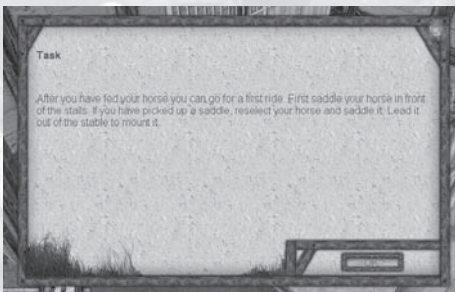 Task
After you have fed your horse you can go for a first ride. First saddle your horse in front
of the stalls. If you have picked up a saddle, reselect your horse and saddle it. Lead it
out of the stable to mount it.
OK